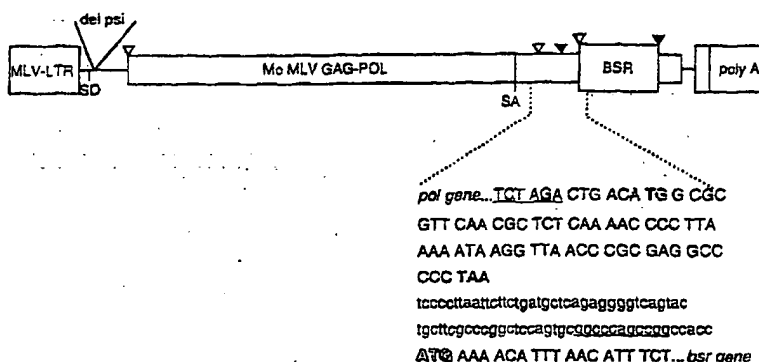 del psi
MLV-LTR
SD
Mo MLV GAG-POL
SA
BSR
poly A
pol gene...TCT AGA CTG ACA TG G CGC
GTT CAA CGC TCT CAA AAC CCC TTA
AAA ATA AGG TTA ACC CGC GAG GCC
CCC TAA
tccccttaattcttctgatgctcagaggggtcagtac
tgcttcgcccggctccagtgcggcccagccggccacc
ATG AAA ACA TTT AAC ATT TCT...bsr gene